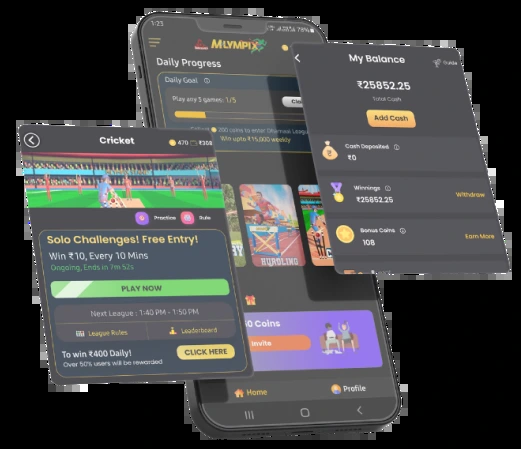 1:23
78%
MLYMPIX
Daily Progress
Daily Goal
Play any 5 games: 1/5
200 coins to enter Dhamaal League
Win upto ₹15,000 weekly
HURDLING
Coins
Invite
Home
Profile
My Balance
Guide
₹25852.25
Total Cash
Add Cash
Cash Deposited
₹0
Winnings
₹25852.25
Withdraw
Bonus Coins
108
Earn More
Cricket
470
₹308
Practice
Rule
Solo Challenges! Free Entry!
Win ₹10, Every 10 Mins
Ongoing, Ends in 7m 52s
PLAY NOW
Next League : 1:40 PM - 1:50 PM
League Rules
Leaderboard
To win ₹400 Daily!
Over 50% users will be rewarded
CLICK HERE